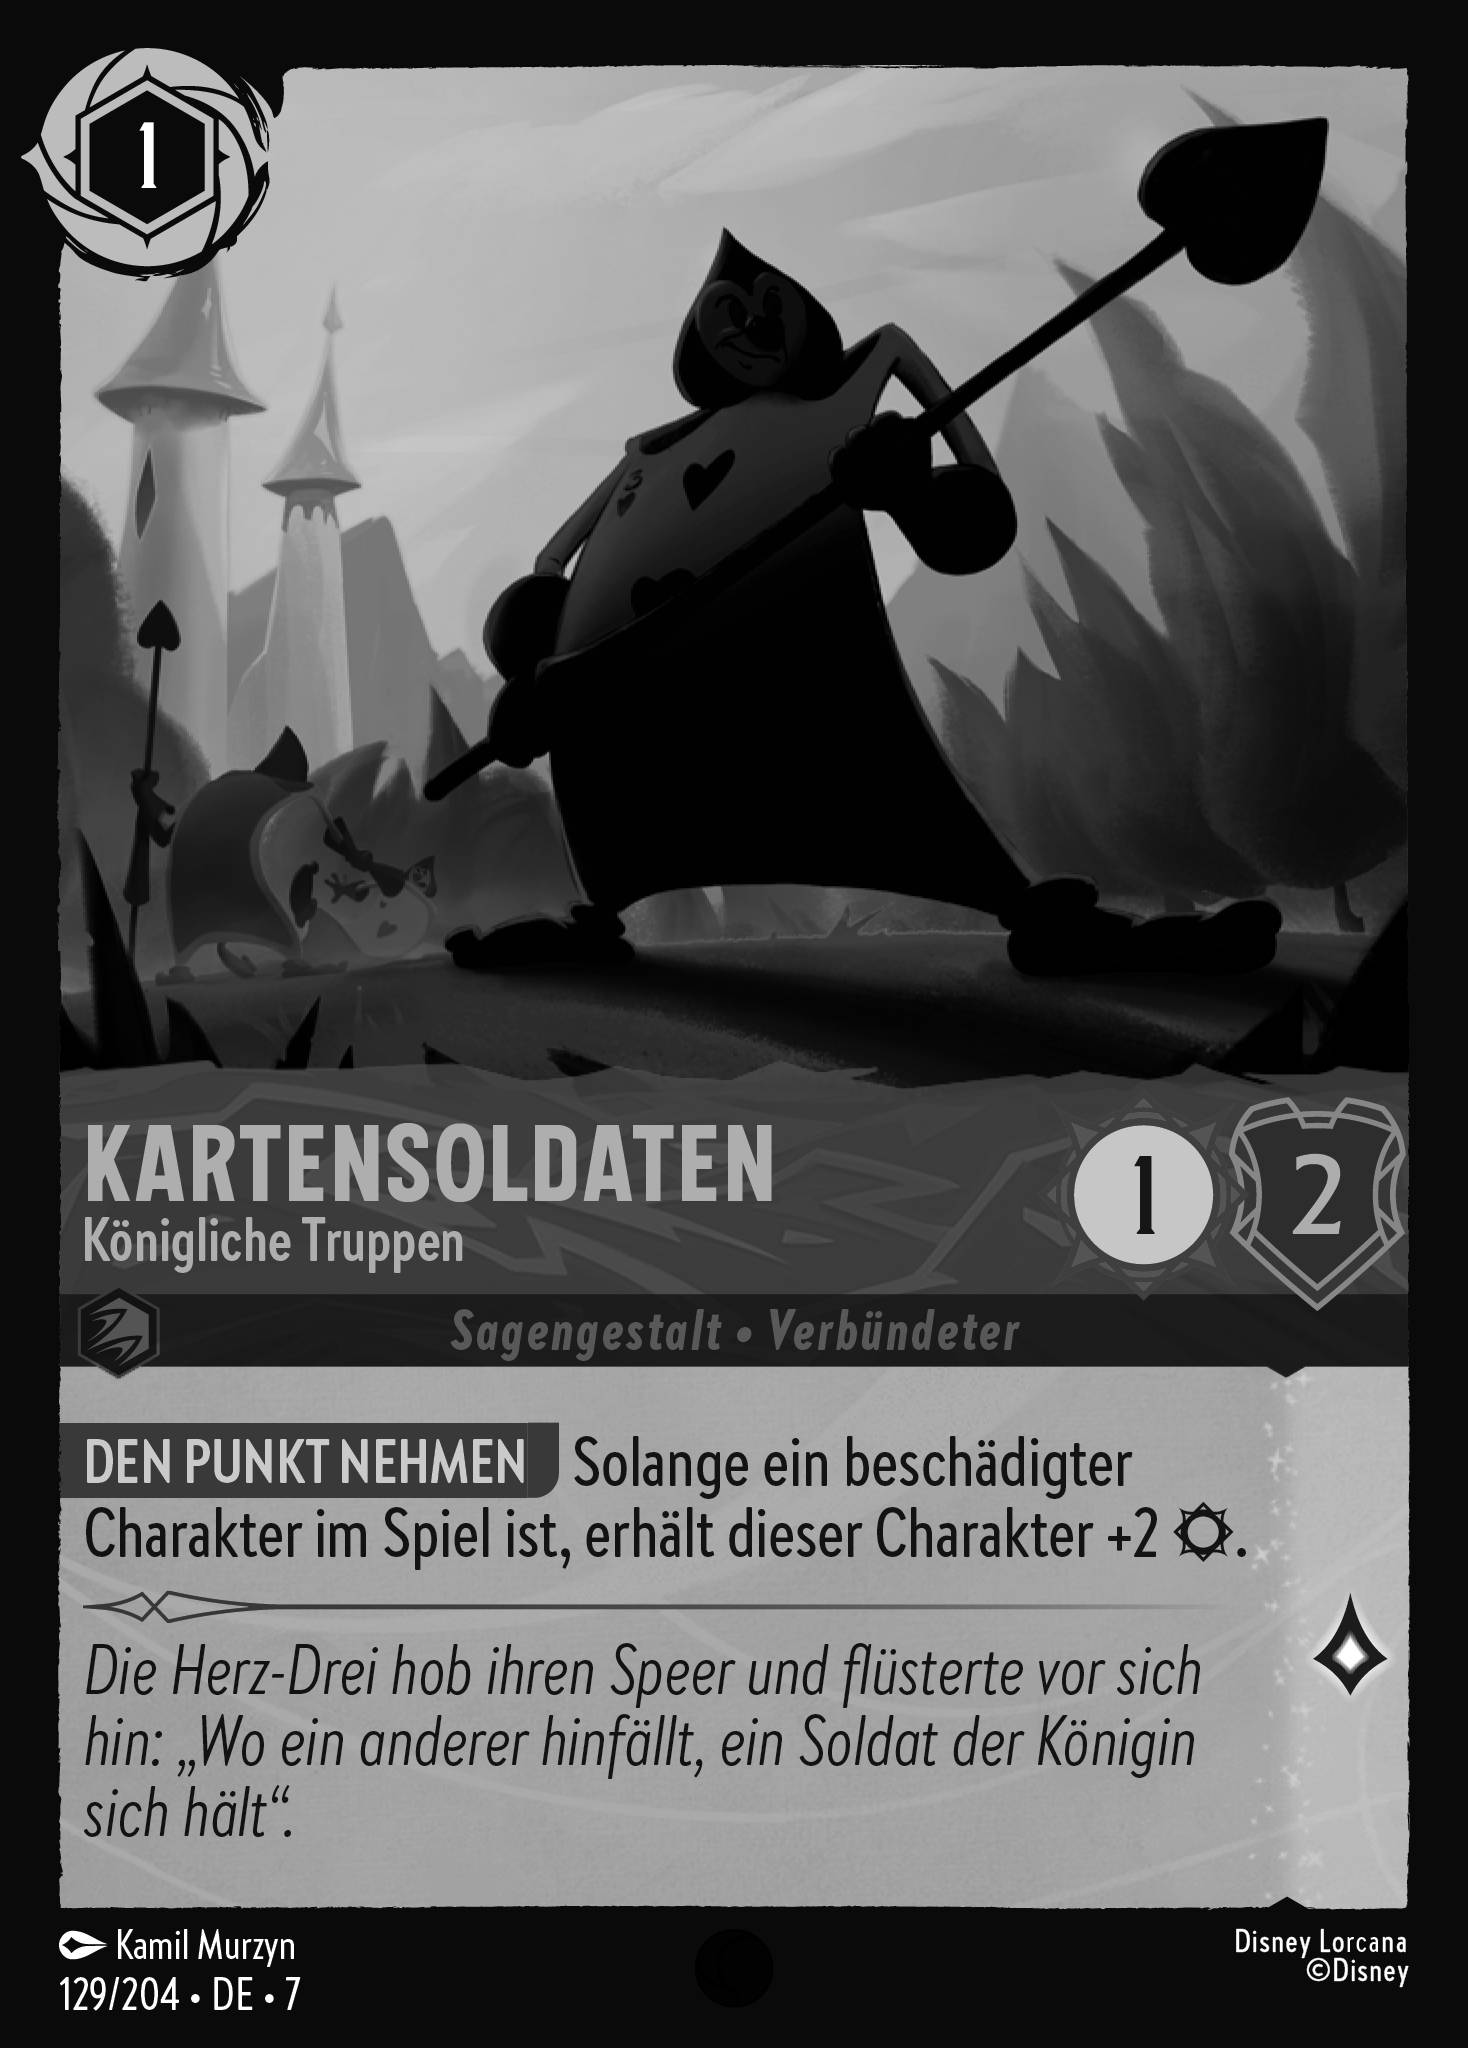 1
3
KARTENSOLDATEN
Königliche Truppen
1
2
Sagengestalt • Verbündeter
DEN PUNKT NEHMEN Solange ein beschädigter
Charakter im Spiel ist, erhält dieser Charakter +2 .
Die Herz-Drei hob ihren Speer und flüsterte vor sich
hin: „Wo ein anderer hinfällt, ein Soldat der Königin
sich hält“.
Kamil Murzyn
129/204 • DE • 7
Disney Lorcana
©Disney